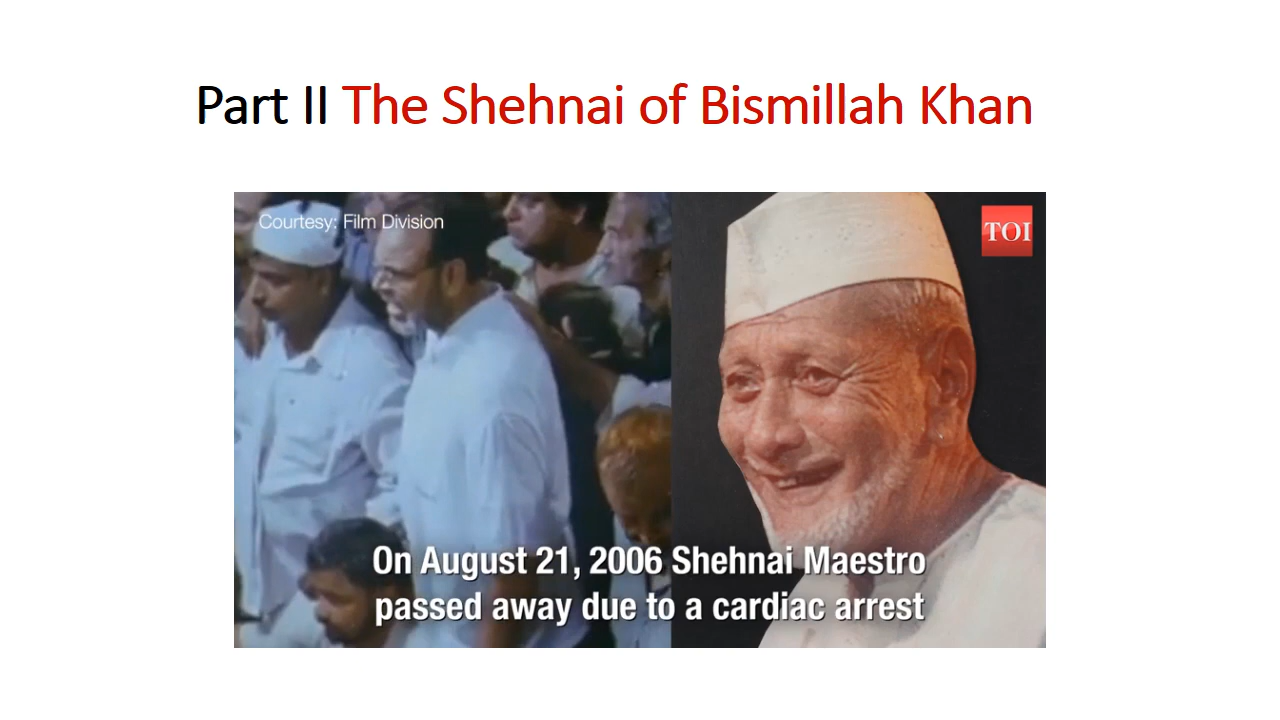 Part II The Shehnai of Bismillah Khan
Courtesy: Film Division
TOI
On August 21, 2006 Shehnai Maestro
passed away due to a cardiac arrest